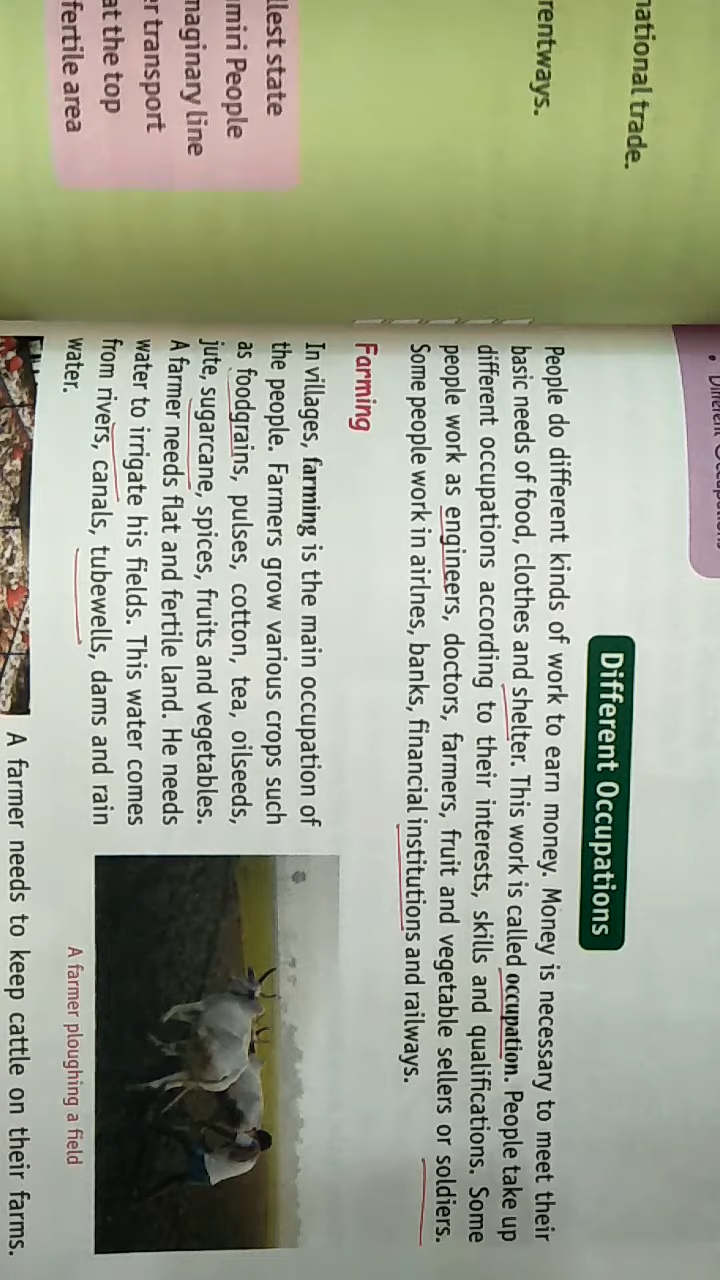 national trade.
rentways.
llest state
miri People
maginary line
er transport
at the top
fertile area
Different Occupations
People do different kinds of work to earn money. Money is necessary to meet their
basic needs of food, clothes and shelter. This work is called occupation. People take up
different occupations according to their interests, skills and qualifications. Some
people work as engineers, doctors, farmers, fruit and vegetable sellers or soldiers.
Some people work in airlnes, banks, financial institutions and railways.
Farming
In villages, farming is the main occupation of
the people. Farmers grow various crops such
as foodgrains, pulses, cotton, tea, oilseeds,
jute, sugarcane, spices, fruits and vegetables.
A farmer needs flat and fertile land. He needs
water to irrigate his fields. This water comes
from rivers, canals, tubewells, dams and rain
water.
A farmer ploughing a field
A farmer needs to keep cattle on their farms.